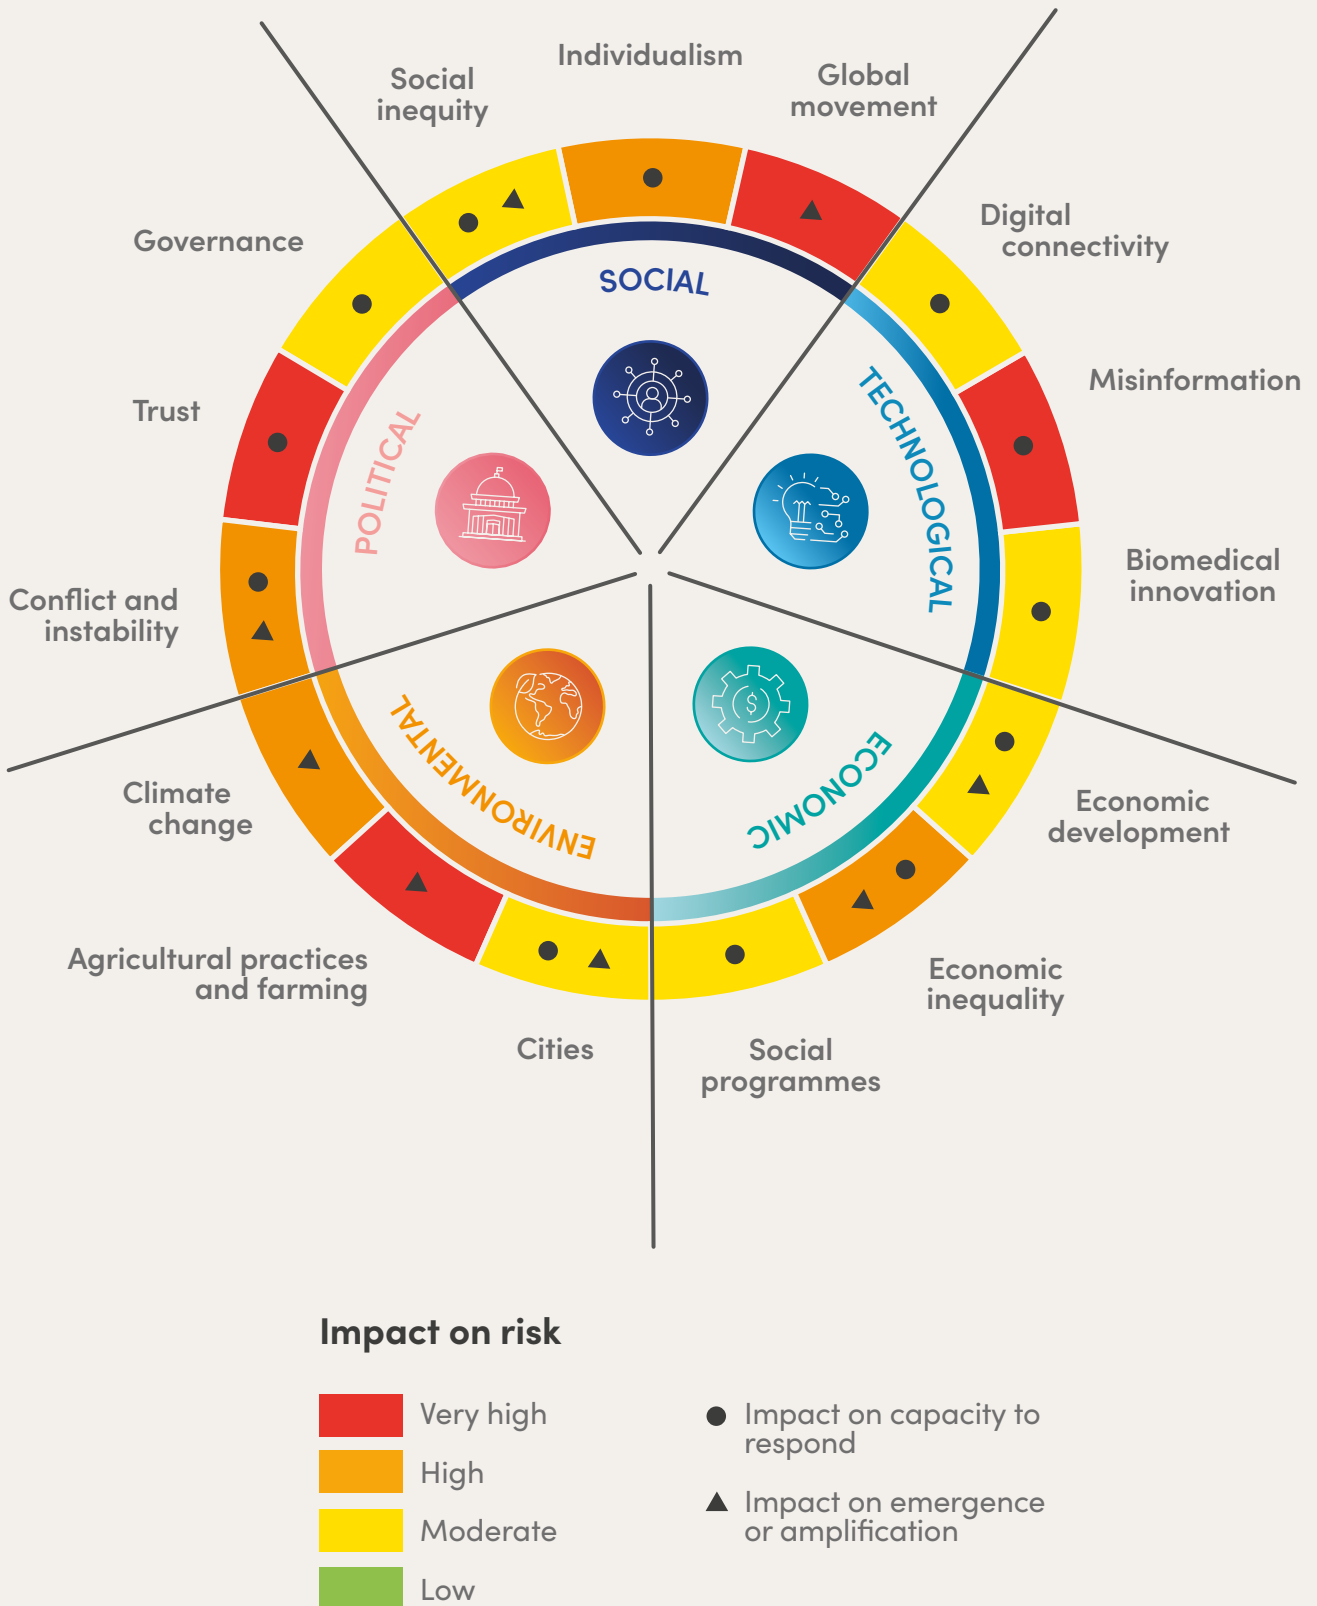 Individualism
Social
inequity
Global
movement
Governance
Digital
connectivity
SOCIAL
Trust
Misinformation
POLITICAL
TECHNOLOGICAL
Conflict and
instability
Biomedical
innovation
$
ENVIRONMENTAL
ECONOMIC
Climate
change
Economic
development
Agricultural practices
and farming
Economic
inequality
Cities
Social
programmes
Impact on risk
Very high
High
Moderate
Low
Impact on capacity to
respond
Impact on emergence
or amplification